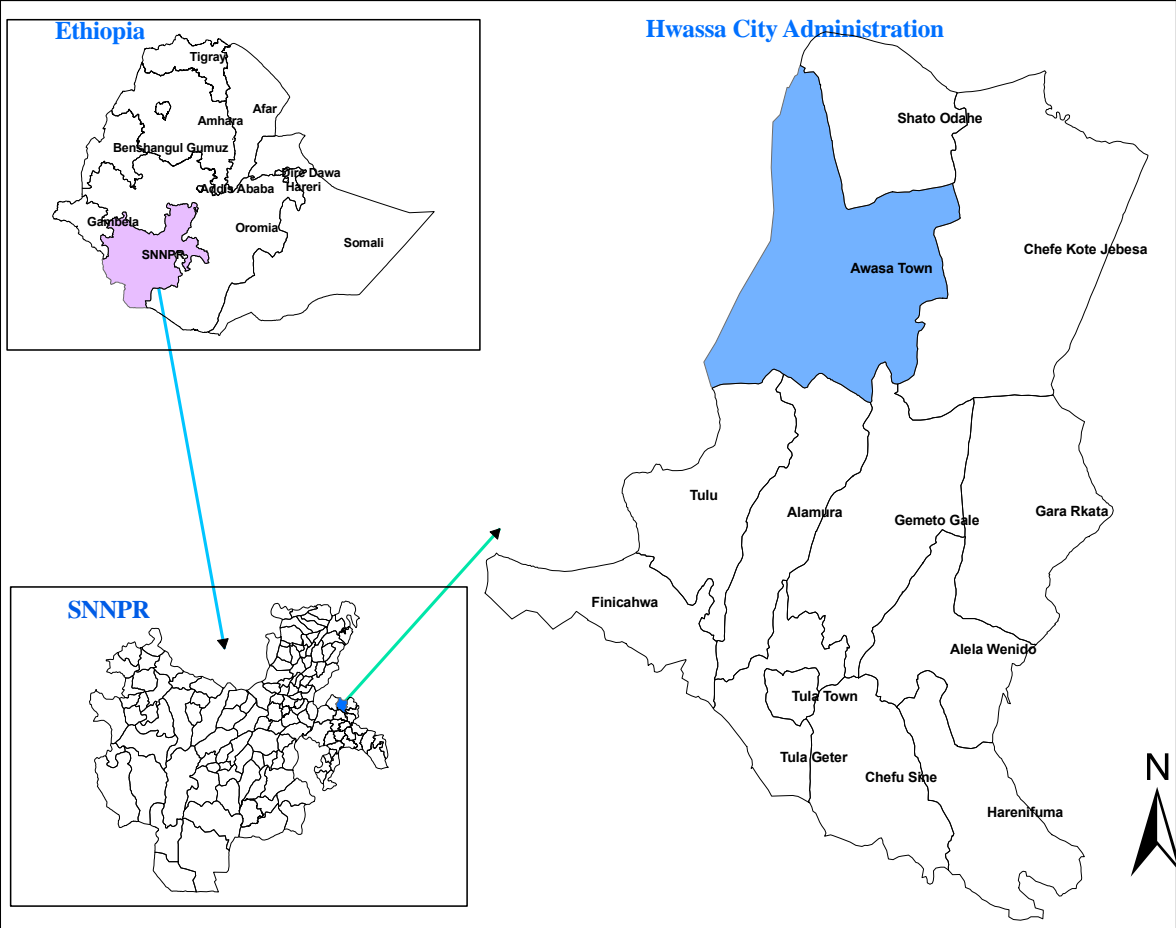 Ethiopia
Tigray
Afar
Amhara
Benshangul Gumuz
Dire Dawa
Addis Ababa
Hareri
Gambela
Oromia
Somali
SNNPR
SNNPR
Hwassa City Administration
Shato Odahe
Chefe Kote Jebesa
Awasa Town
Tulu
Alamura
Gemeto Gale
Gara Rkata
Finicahwa
Alela Wenido
Tula Town
Tula Geter
Chefu Sine
Harenifuma
N